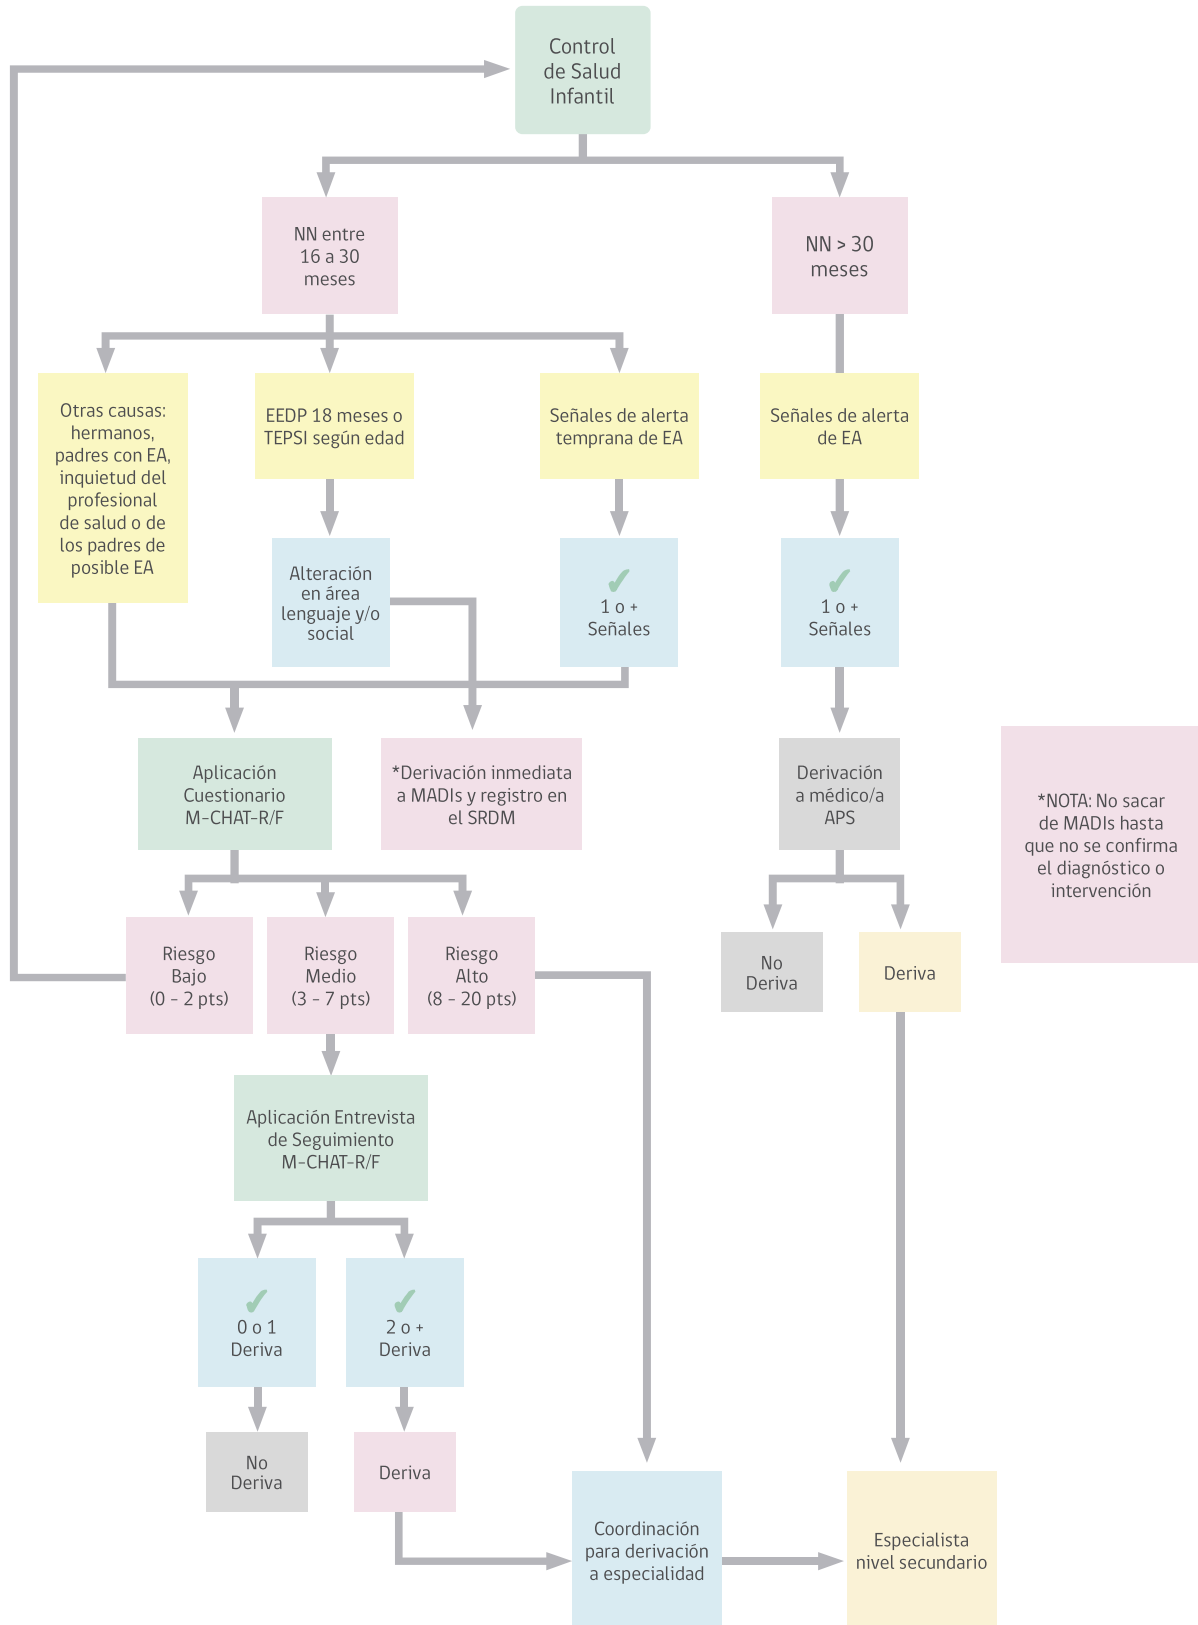 Control
de Salud
Infantil
NN entre
16 a 30
meses
NN > 30
meses
Otras causas:
hermanos,
padres con EA,
inquietud del
profesional
de salud o de
los padres de
posible EA
EEDP 18 meses o
TEPSI según edad
Señales de alerta
temprana de EA
Señales de alerta
de EA
Alteración
en área
lenguaje y/o
social
1 o +
Señales
1 o +
Señales
Aplicación
Cuestionario
M-CHAT-R/F
*Derivación inmediata
a MADIs y registro en
el SRDM
Derivación
a médico/a
APS
*NOTA: No sacar
de MADIs hasta
que no se confirma
el diagnóstico o
intervención
Riesgo
Bajo
(0 - 2 pts)
Riesgo
Medio
(3 - 7 pts)
Riesgo
Alto
(8 - 20 pts)
No
Deriva
Deriva
Aplicación Entrevista
de Seguimiento
M-CHAT-R/F
0 o 1
Deriva
2 o +
Deriva
No
Deriva
Deriva
Coordinación
para derivación
a especialidad
Especialista
nivel secundario